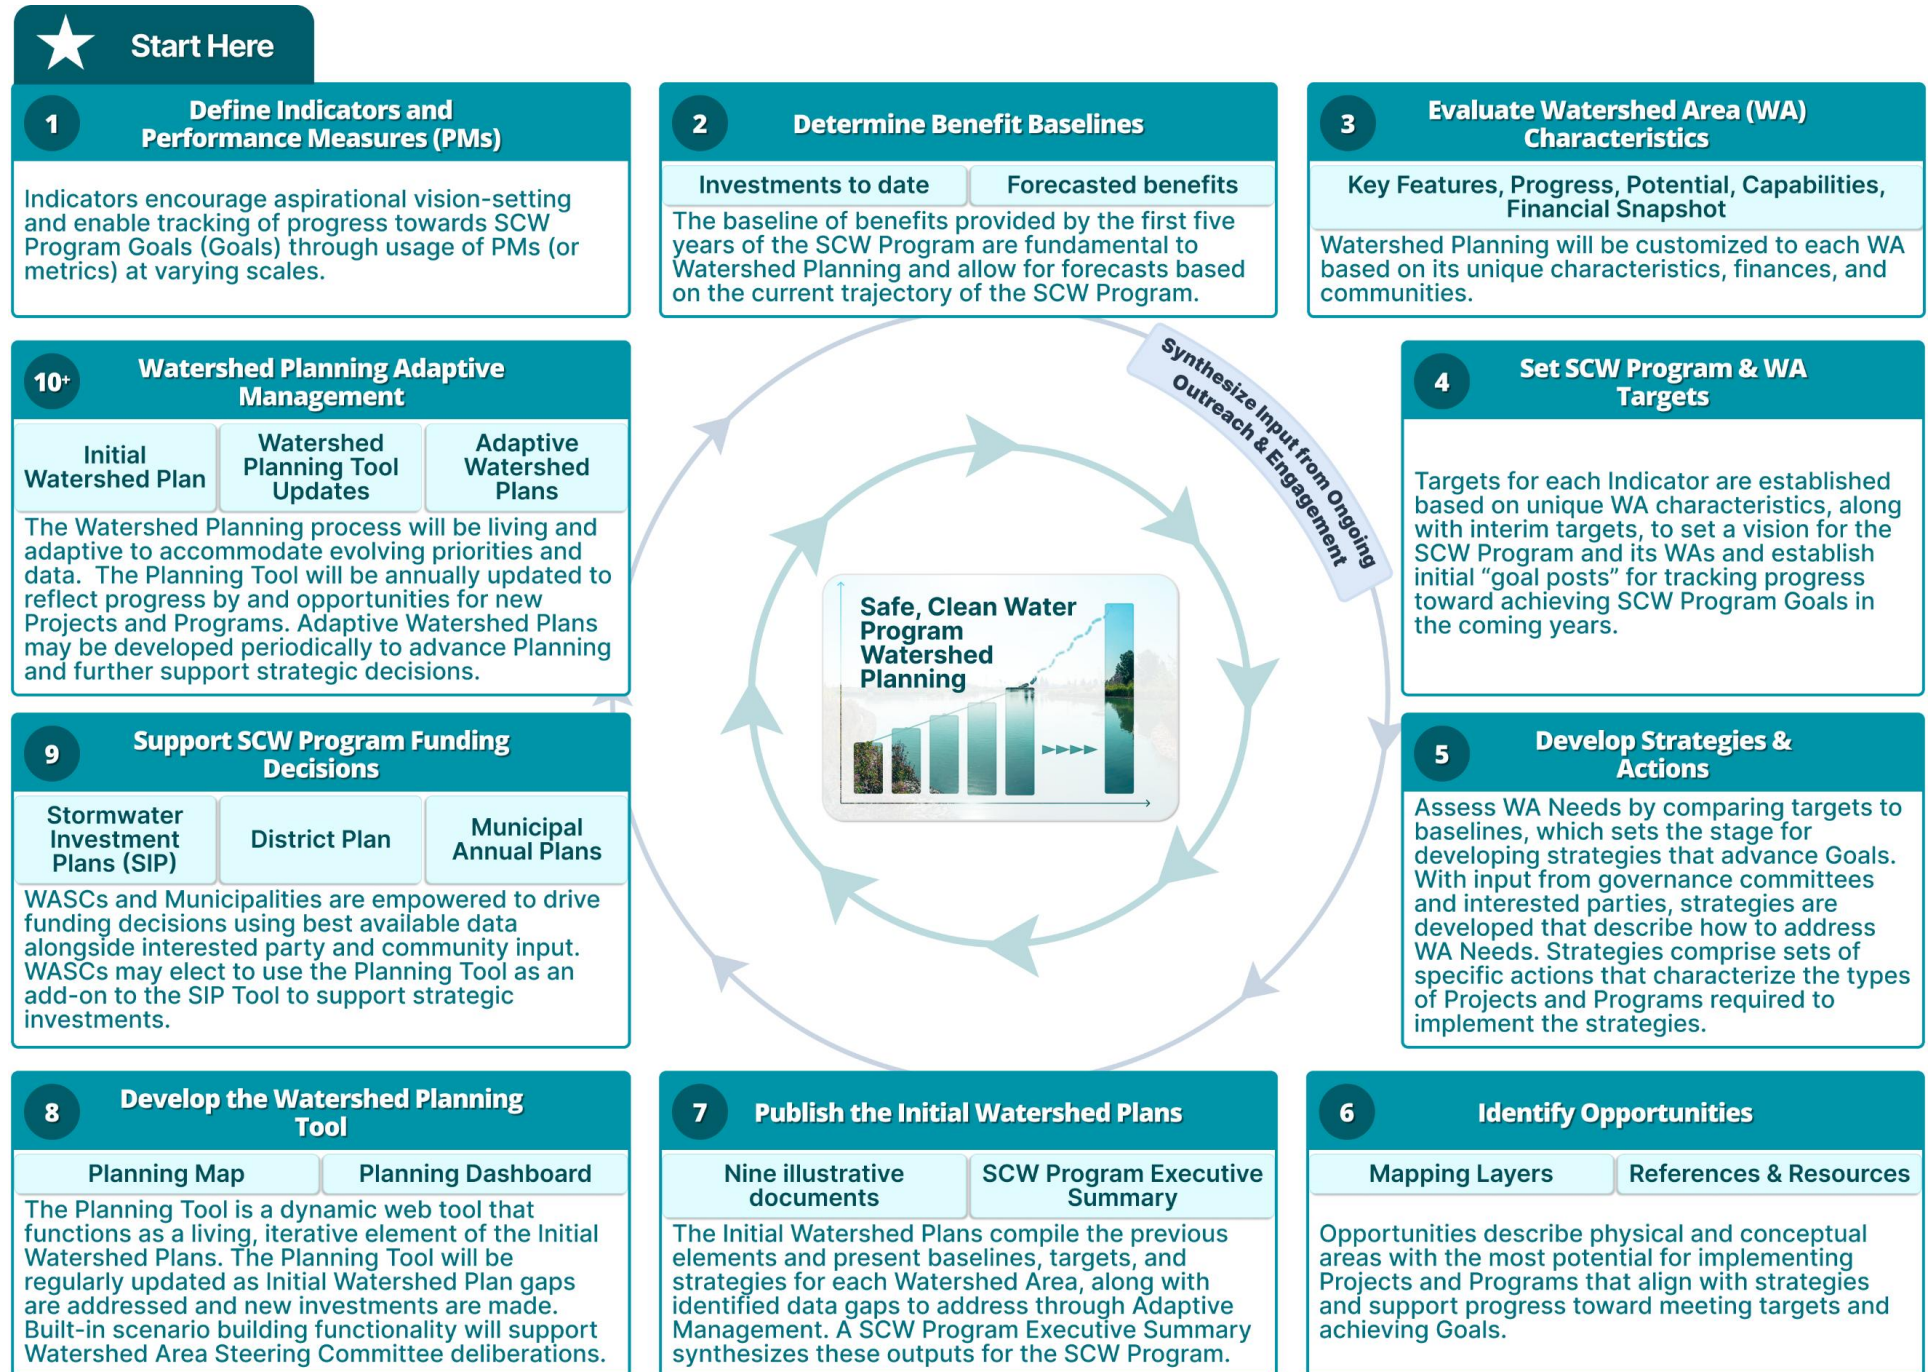 Start Here
1
Define Indicators and
Performance Measures (PMs)
Indicators encourage aspirational vision-setting
and enable tracking of progress towards SCW
Program Goals (Goals) through usage of PMs (or
metrics) at varying scales.
2
Determine Benefit Baselines
Investments to date
Forecasted benefits
The baseline of benefits provided by the first five
years of the SCW Program are fundamental to
Watershed Planning and allow for forecasts based
on the current trajectory of the SCW Program.
3
Evaluate Watershed Area (WA)
Characteristics
Key Features, Progress, Potential, Capabilities,
Financial Snapshot
Watershed Planning will be customized to each WA
based on its unique characteristics, finances, and
communities.
Synthesize Input from Ongoing
Outreach & Engagement
4
Set SCW Program & WA
Targets
Targets for each Indicator are established
based on unique WA characteristics, along
with interim targets, to set a vision for the
SCW Program and its WAs and establish
initial “goal posts” for tracking progress
toward achieving SCW Program Goals in
the coming years.
5
Develop Strategies &
Actions
Assess WA Needs by comparing targets to
baselines, which sets the stage for
developing strategies that advance Goals.
With input from governance committees
and interested parties, strategies are
developed that describe how to address
WA Needs. Strategies comprise sets of
specific actions that characterize the types
of Projects and Programs required to
implement the strategies.
6
Identify Opportunities
Mapping Layers
References & Resources
Opportunities describe physical and conceptual
areas with the most potential for implementing
Projects and Programs that align with strategies
and support progress toward meeting targets and
achieving Goals.
7
Publish the Initial Watershed Plans
Nine illustrative
documents
SCW Program Executive
Summary
The Initial Watershed Plans compile the previous
elements and present baselines, targets, and
strategies for each Watershed Area, along with
identified data gaps to address through Adaptive
Management. A SCW Program Executive Summary
synthesizes these outputs for the SCW Program.
8
Develop the Watershed Planning
Tool
Planning Map
Planning Dashboard
The Planning Tool is a dynamic web tool that
functions as a living, iterative element of the Initial
Watershed Plans. The Planning Tool will be
regularly updated as Initial Watershed Plan gaps
are addressed and new investments are made.
Built-in scenario building functionality will support
Watershed Area Steering Committee deliberations.
9
Support SCW Program Funding
Decisions
Stormwater
Investment
Plans (SIP)
District Plan
Municipal
Annual Plans
WASCs and Municipalities are empowered to drive
funding decisions using best available data
alongside interested party and community input.
WASCs may elect to use the Planning Tool as an
add-on to the SIP Tool to support strategic
investments.
10+
Watershed Planning Adaptive
Management
Initial
Watershed Plan
Watershed
Planning Tool
Updates
Adaptive
Watershed
Plans
The Watershed Planning process will be living and
adaptive to accommodate evolving priorities and
data.  The Planning Tool will be annually updated to
reflect progress by and opportunities for new
Projects and Programs. Adaptive Watershed Plans
may be developed periodically to advance Planning
and further support strategic decisions.
Safe, Clean Water
Program
Watershed
Planning